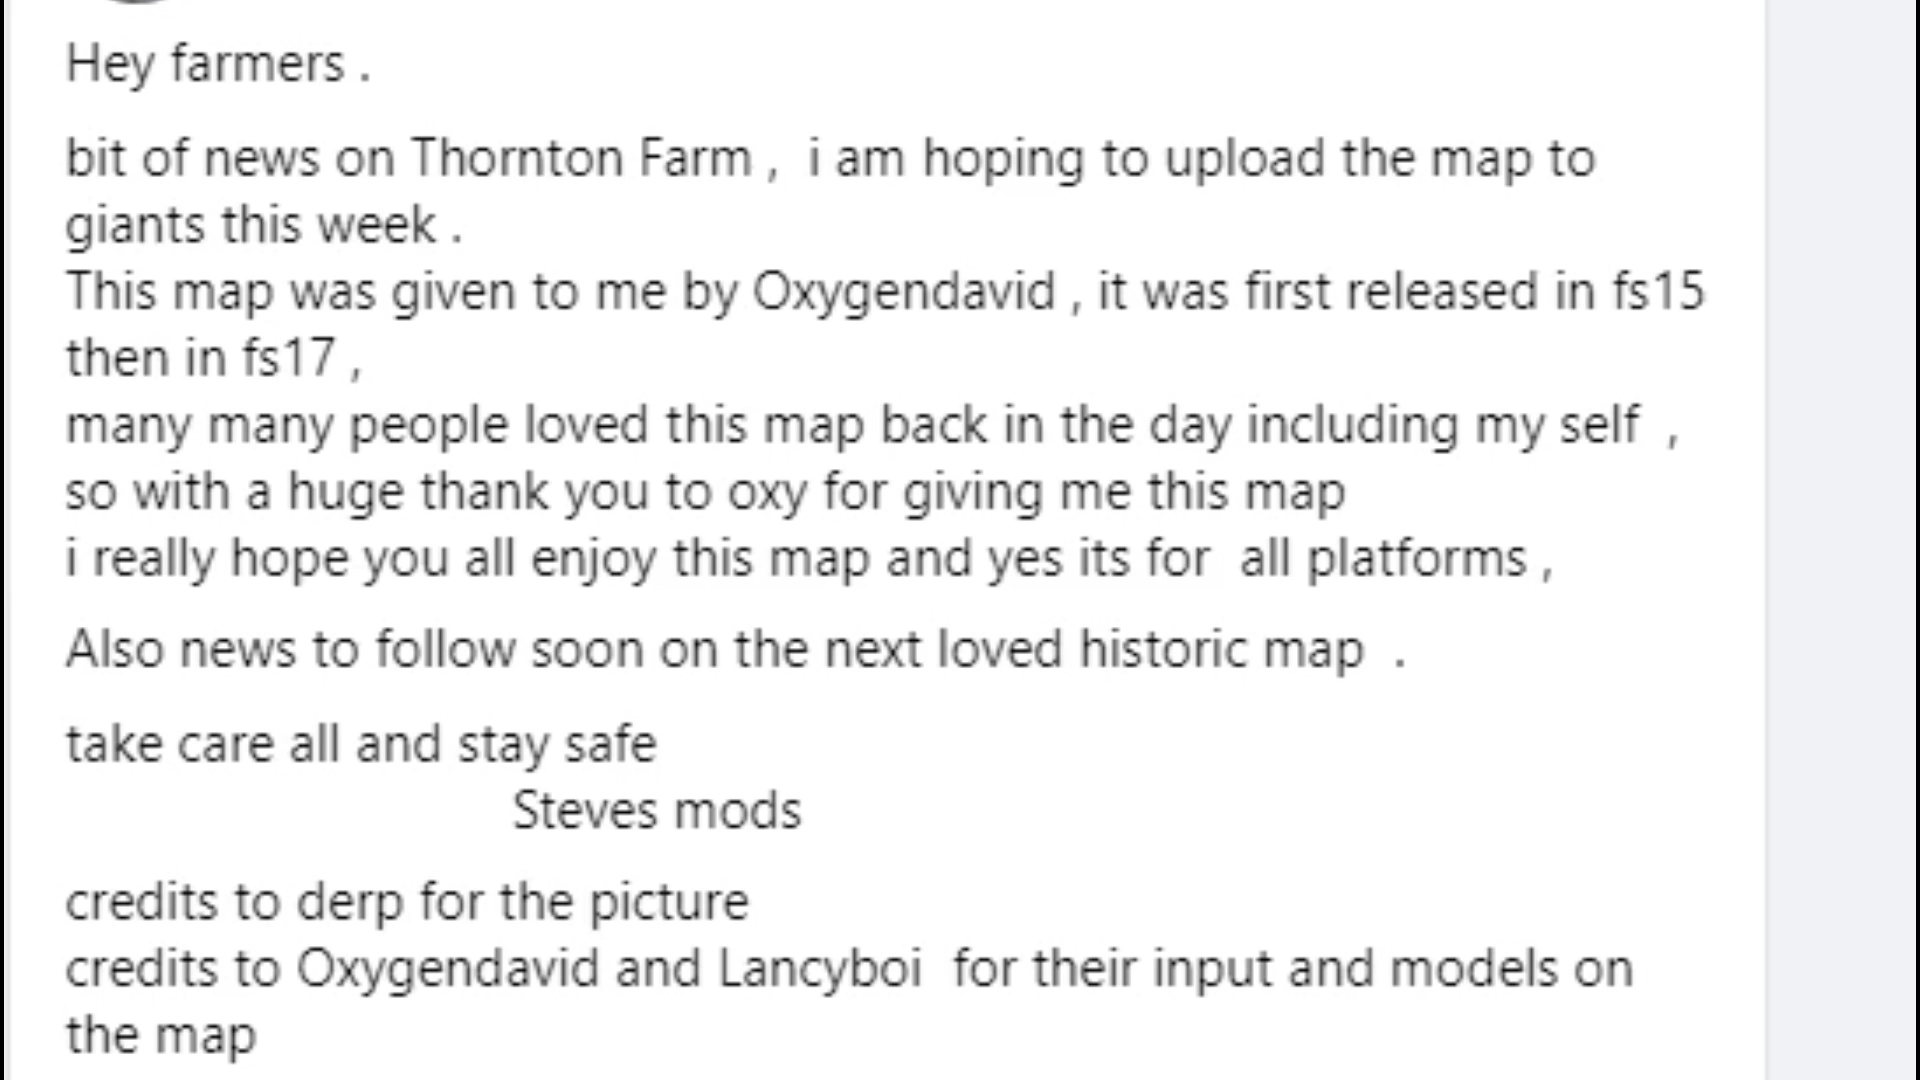 Hey farmers .
bit of news on Thornton Farm ,  i am hoping to upload the map to
giants this week .
This map was given to me by Oxygendavid , it was first released in fs15
then in fs17 ,
many many people loved this map back in the day including my self  ,
so with a huge thank you to oxy for giving me this map
i really hope you all enjoy this map and yes its for  all platforms ,
Also news to follow soon on the next loved historic map  .
take care all and stay safe
Steves mods
credits to derp for the picture
credits to Oxygendavid and Lancyboi  for their input and models on
the map